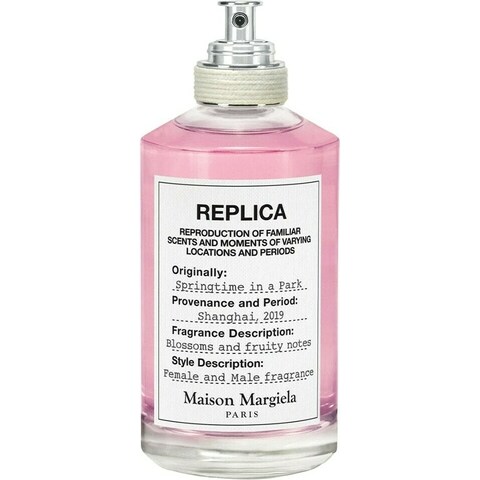 REPLICA
REPRODUCTION OF FAMILIAR
SCENTS AND MOMENTS OF VARYING
LOCATIONS AND PERIODS
Originally:
Springtime in a Park
Provenance and Period:
Shanghai, 2019
Fragrance Description:
Blossoms and fruity notes
Style Description:
Female and Male fragrance
Maison Margiela
PARIS